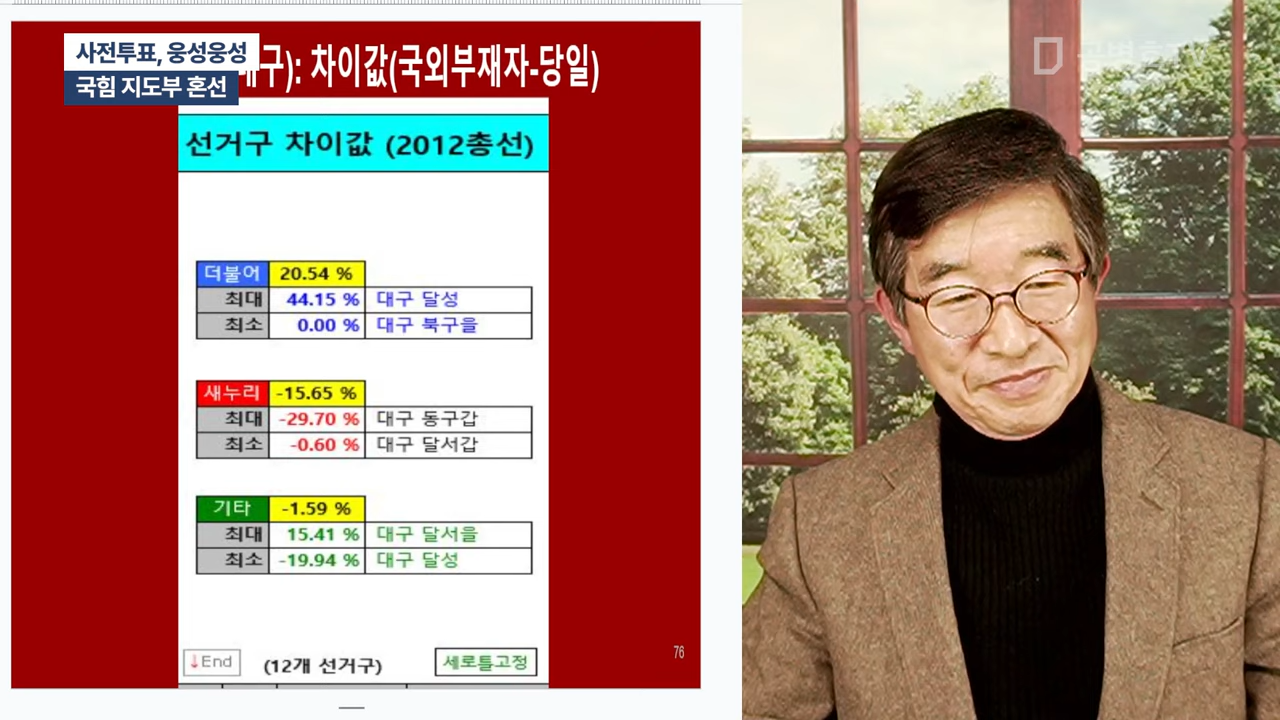 사전투표, 웅성웅성
국힘 지도부 혼선
구): 차이값(국외부재자-당일)
선거구 차이값 (2012총선)
더불어 20.54 %
최대 44.15 % 대구 달성
최소 0.00 % 대구 북구을
새누리 -15.65 %
최대 -29.70 % 대구 동구갑
최소 -0.60 % 대구 달서갑
기타 -1.59 %
최대 15.41 % 대구 달서을
최소 -19.94 % 대구 달성
↓End (12개 선거구) 세로틀고정
76